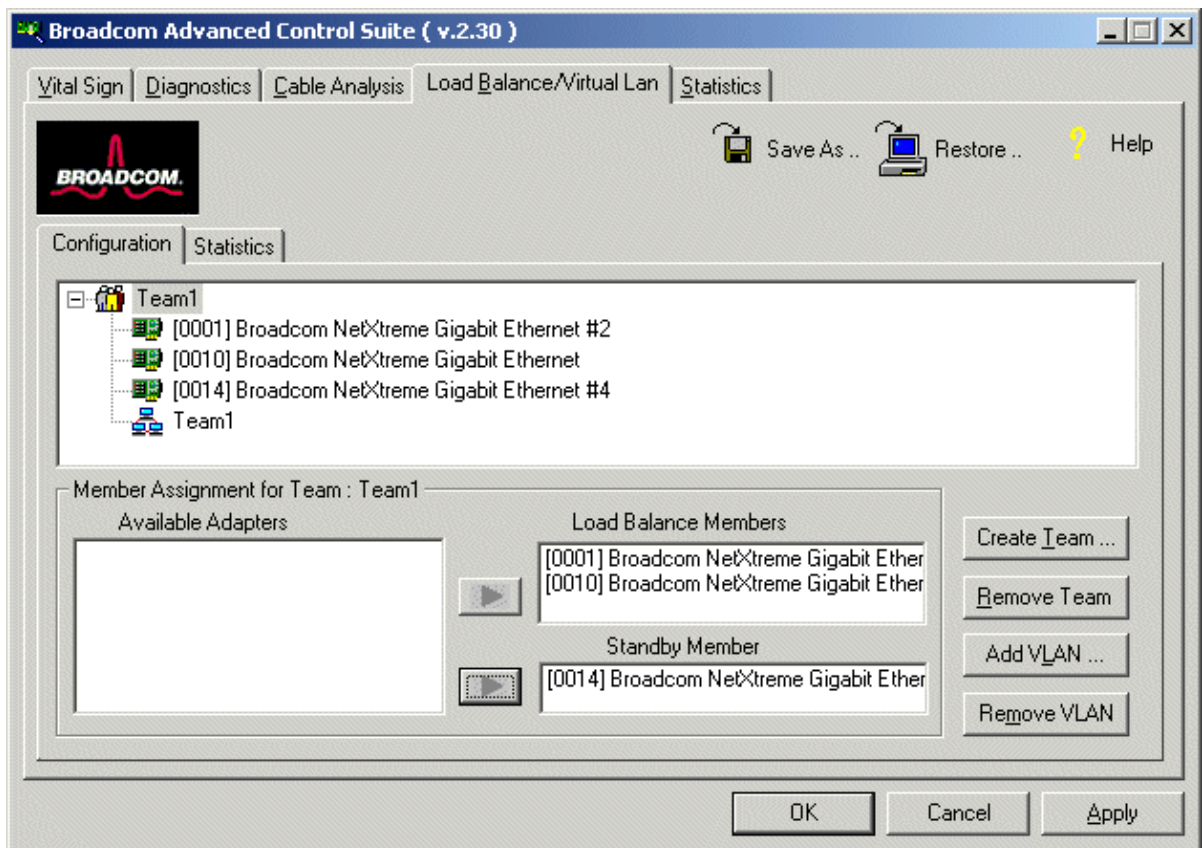 Broadcom Advanced Control Suite ( v.2.30 )
Vital Sign Diagnostics Cable Analysis Load Balance/Virtual Lan Statistics
BROADCOM.
Save As .. Restore .. ? Help
Configuration Statistics
Team1
[0001] Broadcom NetXtreme Gigabit Ethernet #2
[0010] Broadcom NetXtreme Gigabit Ethernet
[0014] Broadcom NetXtreme Gigabit Ethernet #4
Team1
Member Assignment for Team : Team1
Available Adapters
Load Balance Members
[0001] Broadcom NetXtreme Gigabit Ether
[0010] Broadcom NetXtreme Gigabit Ether
Standby Member
[0014] Broadcom NetXtreme Gigabit Ether
Create Team ...
Remove Team
Add VLAN ...
Remove VLAN
OK Cancel Apply